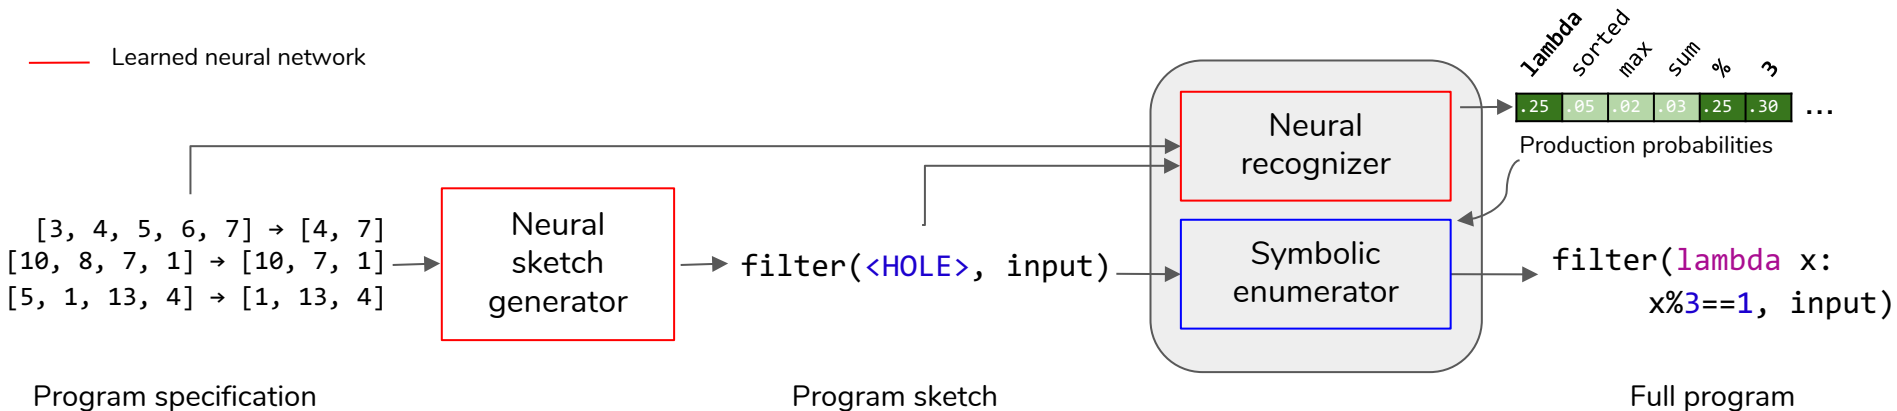 Learned neural network
lambda sorted max sum % 3
.25 .05 .02 .03 .25 .30 ...
Production probabilities
Neural
recognizer
[3, 4, 5, 6, 7] → [4, 7]
[10, 8, 7, 1] → [10, 7, 1]
[5, 1, 13, 4] → [1, 13, 4]
Neural
sketch
generator
filter(<HOLE>, input)
Symbolic
enumerator
filter(lambda x:
x%3==1, input)
Program specification
Program sketch
Full program